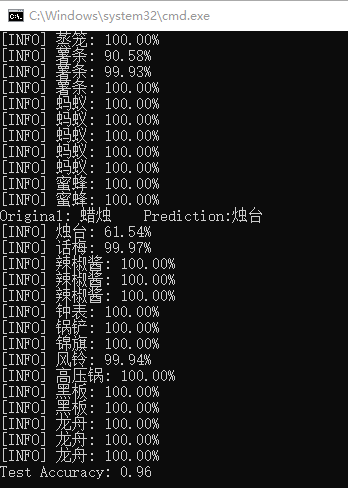 C:\Windows\system32\cmd.exe
[INFO] 蒸笼: 100.00%
[INFO] 薯条: 90.58%
[INFO] 薯条: 99.93%
[INFO] 薯条: 100.00%
[INFO] 蚂蚁: 100.00%
[INFO] 蚂蚁: 100.00%
[INFO] 蚂蚁: 100.00%
[INFO] 蚂蚁: 100.00%
[INFO] 蚂蚁: 100.00%
[INFO] 蜜蜂: 100.00%
[INFO] 蜜蜂: 100.00%
Original: 蜡烛    Prediction:烛台
[INFO] 烛台: 61.54%
[INFO] 话梅: 99.97%
[INFO] 辣椒酱: 100.00%
[INFO] 辣椒酱: 100.00%
[INFO] 辣椒酱: 100.00%
[INFO] 钟表: 100.00%
[INFO] 锅铲: 100.00%
[INFO] 锦旗: 100.00%
[INFO] 风铃: 99.94%
[INFO] 高压锅: 100.00%
[INFO] 黑板: 100.00%
[INFO] 黑板: 100.00%
[INFO] 龙舟: 100.00%
[INFO] 龙舟: 100.00%
[INFO] 龙舟: 100.00%
Test Accuracy: 0.96